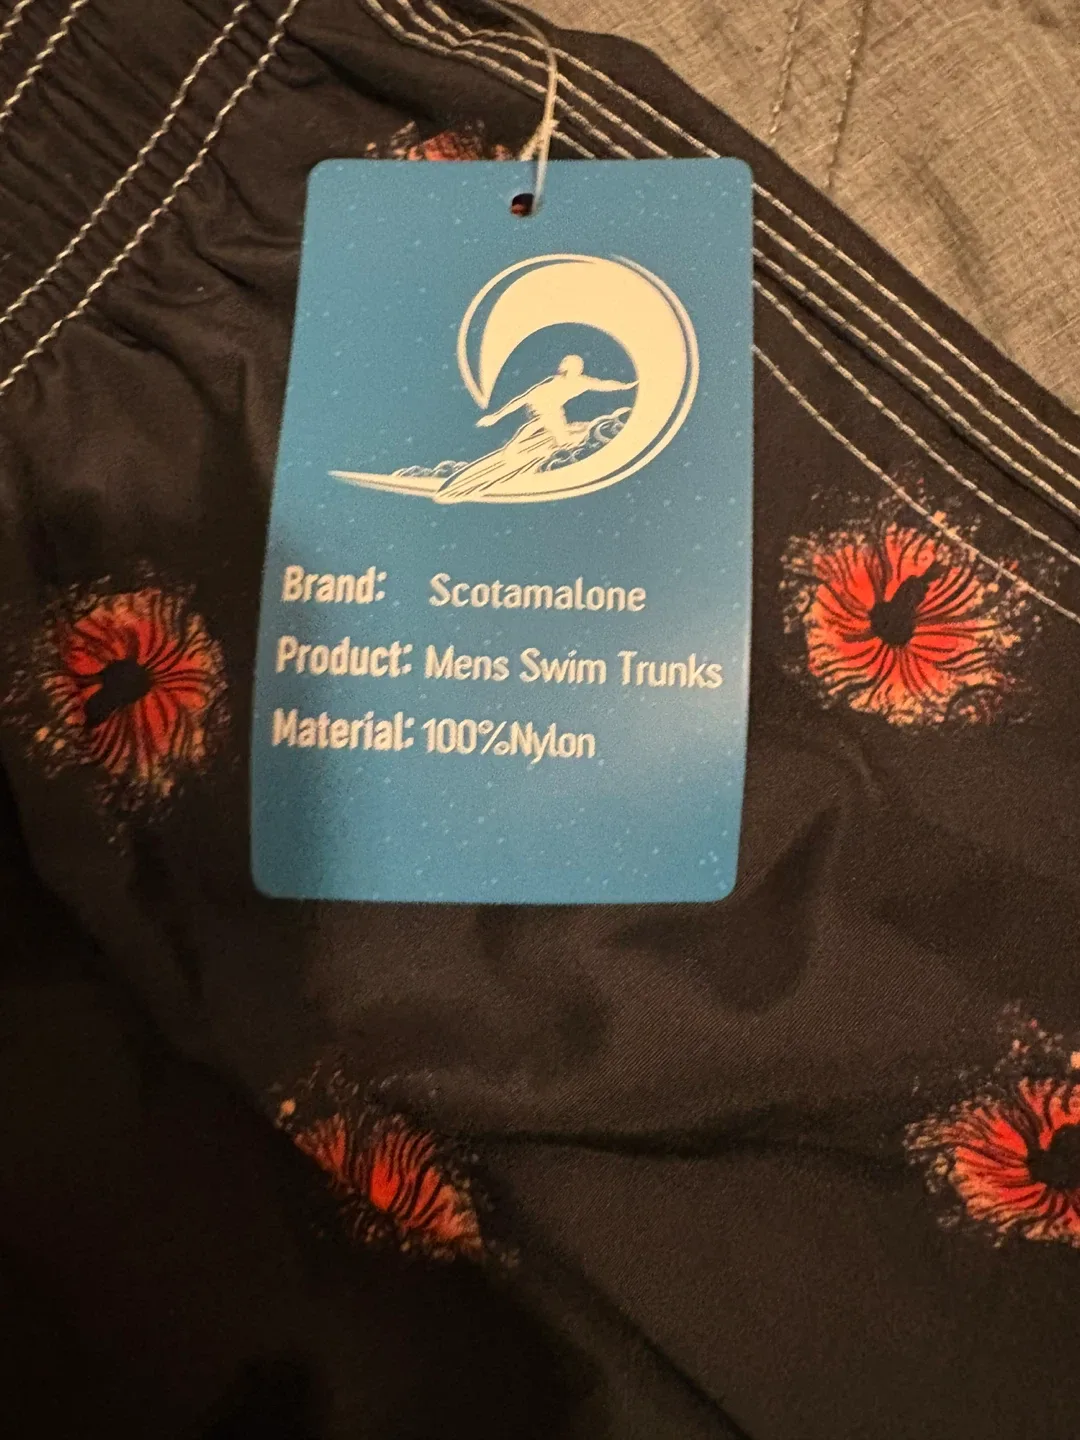 Brand: Scotamalone
Product: Mens Swim Trunks
Material: 100%Nylon